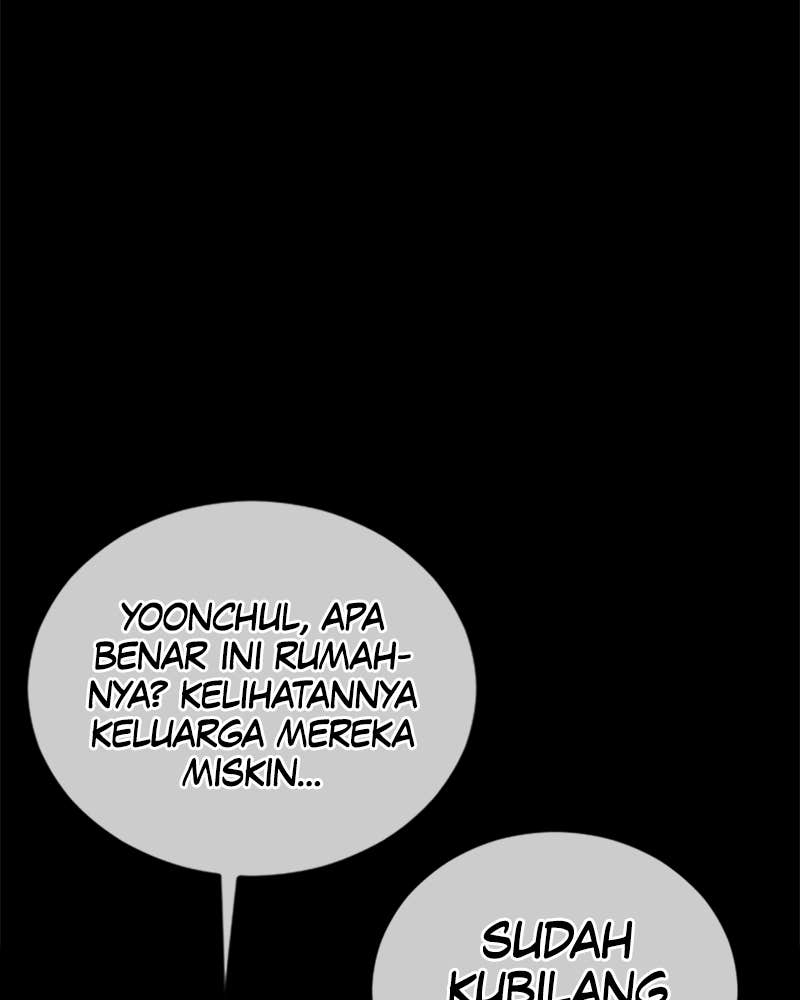 YOONCHUL, APA
BENAR INI RUMAH-
NYA? KELIHATANNYA
KELUARGA MEREKA
MISKIN...
SUDAH
KUBILANG